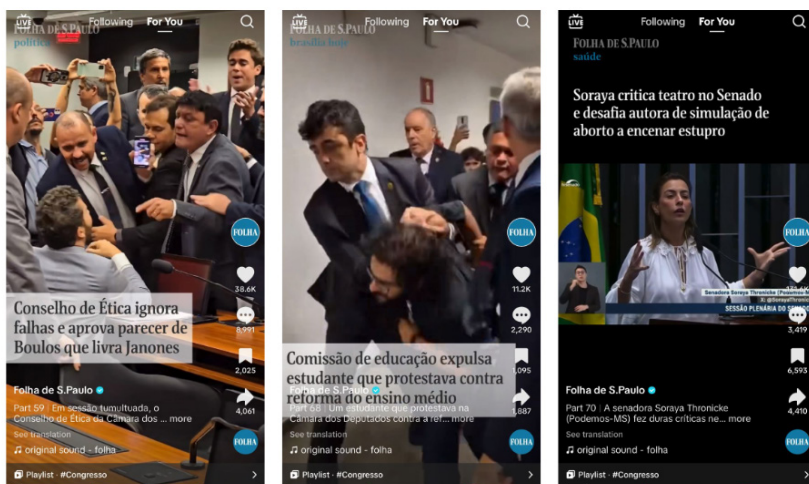 LIVE
Following For You
FOLHA DE S.PAULO
política
FOLHA
38.6K
8,991
Conselho de Ética ignora
falhas e aprova parecer de
Boulos que livra Janones
2,025
Folha de S.Paulo
4,061
Part 59 | Em sessão tumultuada, o
Conselho de Ética da Câmara dos ... more
See translation
FOLHA
original sound - folha
Playlist · #Congresso
LIVE
Following For You
FOLHA DE S.PAULO
brasília hoje
FOLHA
11.2K
2,290
Comissão de educação expulsa
estudante que protestava contra
reforma do ensino médio
1,095
Folha de S.Paulo
1,887
Part 68 | Um estudante que protestava na
Câmara dos Deputados contra a ref... more
See translation
FOLHA
original sound - folha
Playlist · #Congresso
LIVE
Following For You
FOLHA DE S.PAULO
saúde
Soraya critica teatro no Senado
e desafia autora de simulação de
aborto a encenar estupro
FOLHA
Senadora Soraya Thronicke (Podemos-M
X: @SorayaThronicke
SESSÃO PLENÁRIA DO SENADO
3,419
6,593
Folha de S.Paulo
4,410
Part 70 | A senadora Soraya Thronicke
(Podemos-MS) fez duras críticas ne... more
See translation
FOLHA
original sound - folha
Playlist · #Congresso